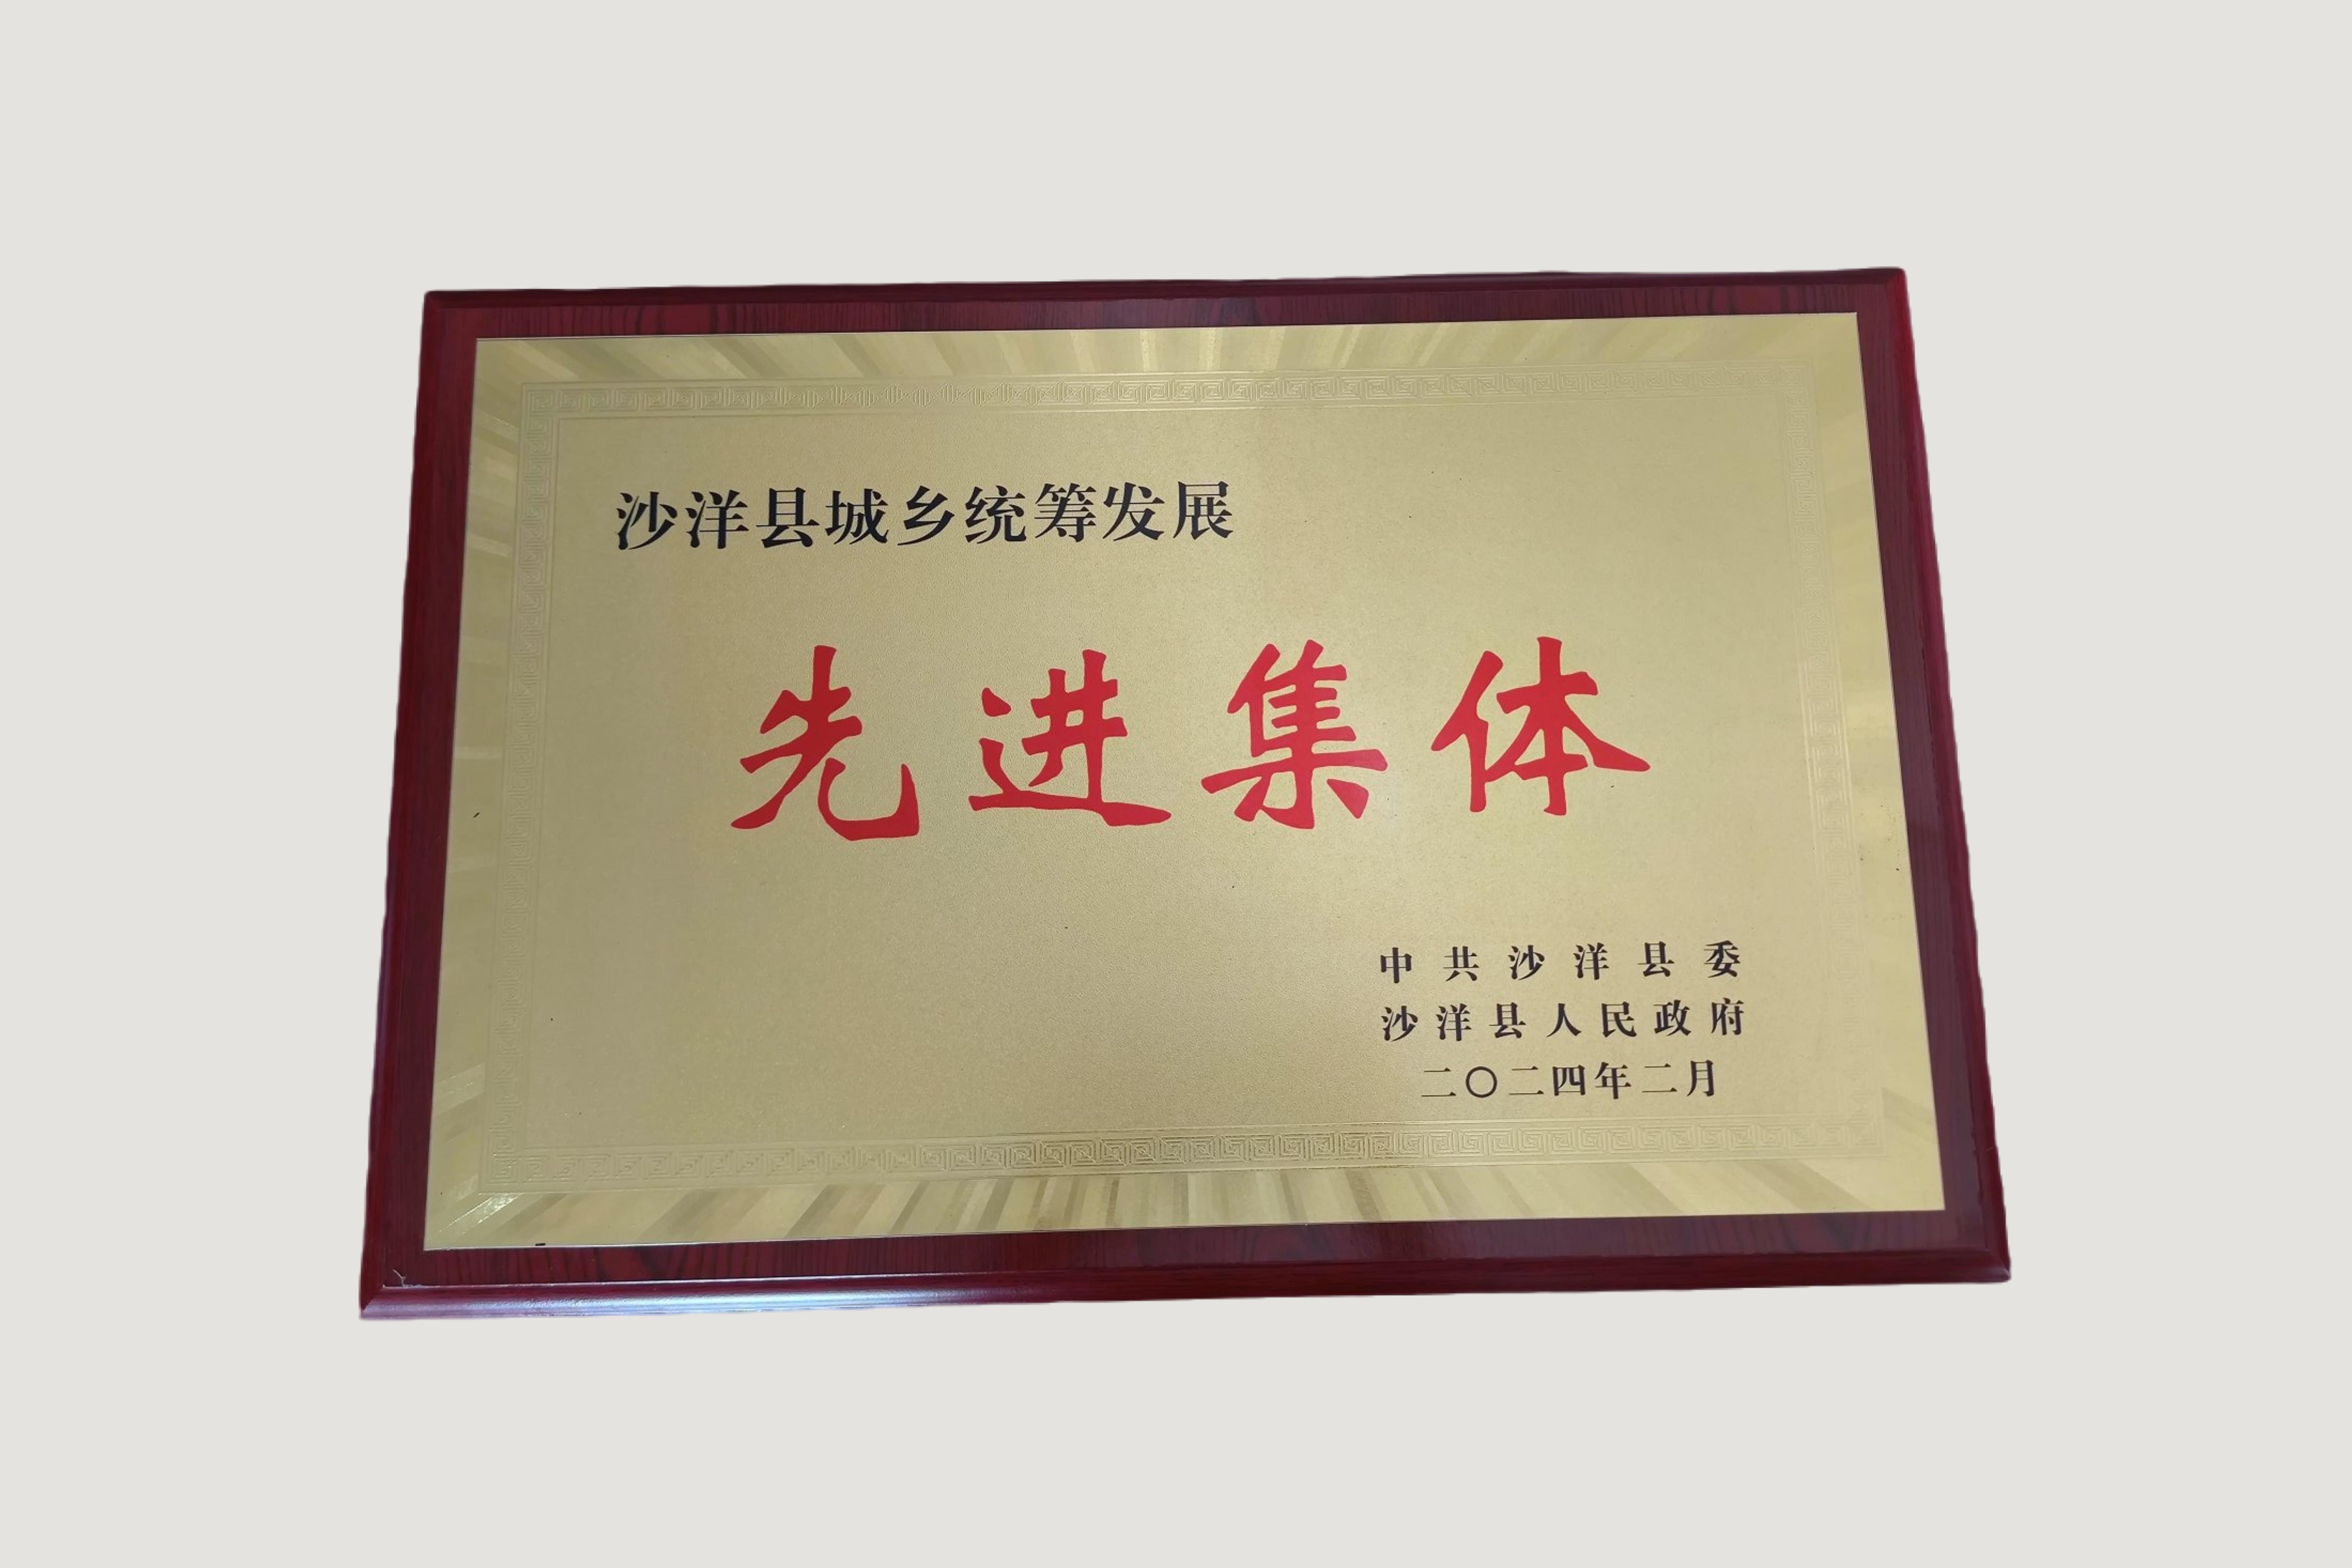 沙洋县城乡统筹发展
先进集体
中共沙洋县委
沙洋县人民政府
二〇二四年二月